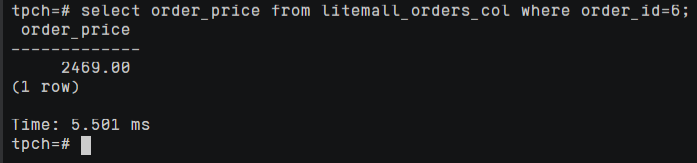 tpch=# select order_price from litemall_orders_col where order_id=6;
 order_price
-------------
     2469.00
(1 row)

Time: 5.501 ms
tpch=#